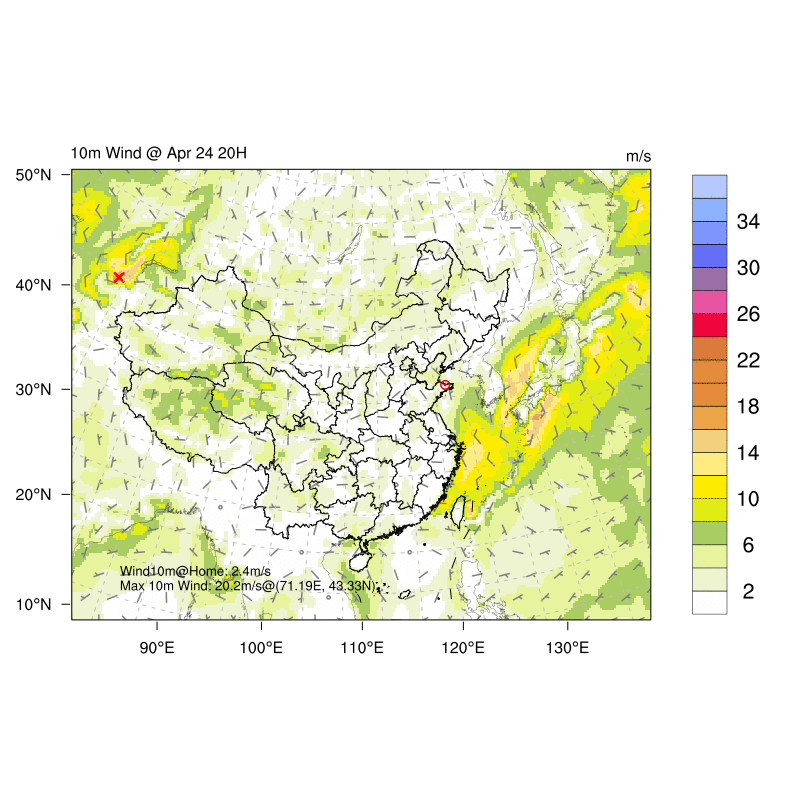 10m Wind @ Apr 24 20H
m/s
50°N
40°N
30°N
20°N
10°N
34
30
26
22
18
14
10
6
2
Wind10m@Home: 2.4m/s
Max 10m Wind: 20.2m/s@(71.19E, 43.33N)
90°E
100°E
110°E
120°E
130°E